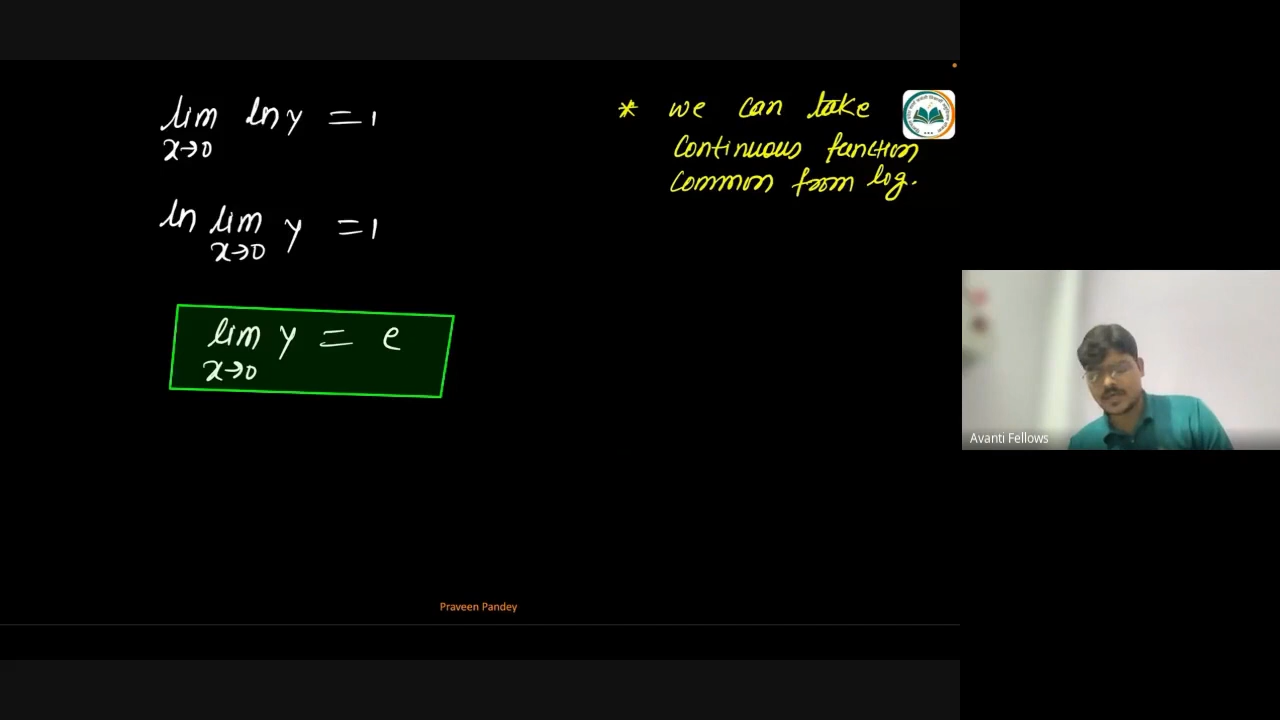 lim ln y = 1
x→0
ln lim y = 1
x→0
lim y = e
x→0
* we can take
continuous function
common from log.
Avanti Fellows
Praveen Pandey